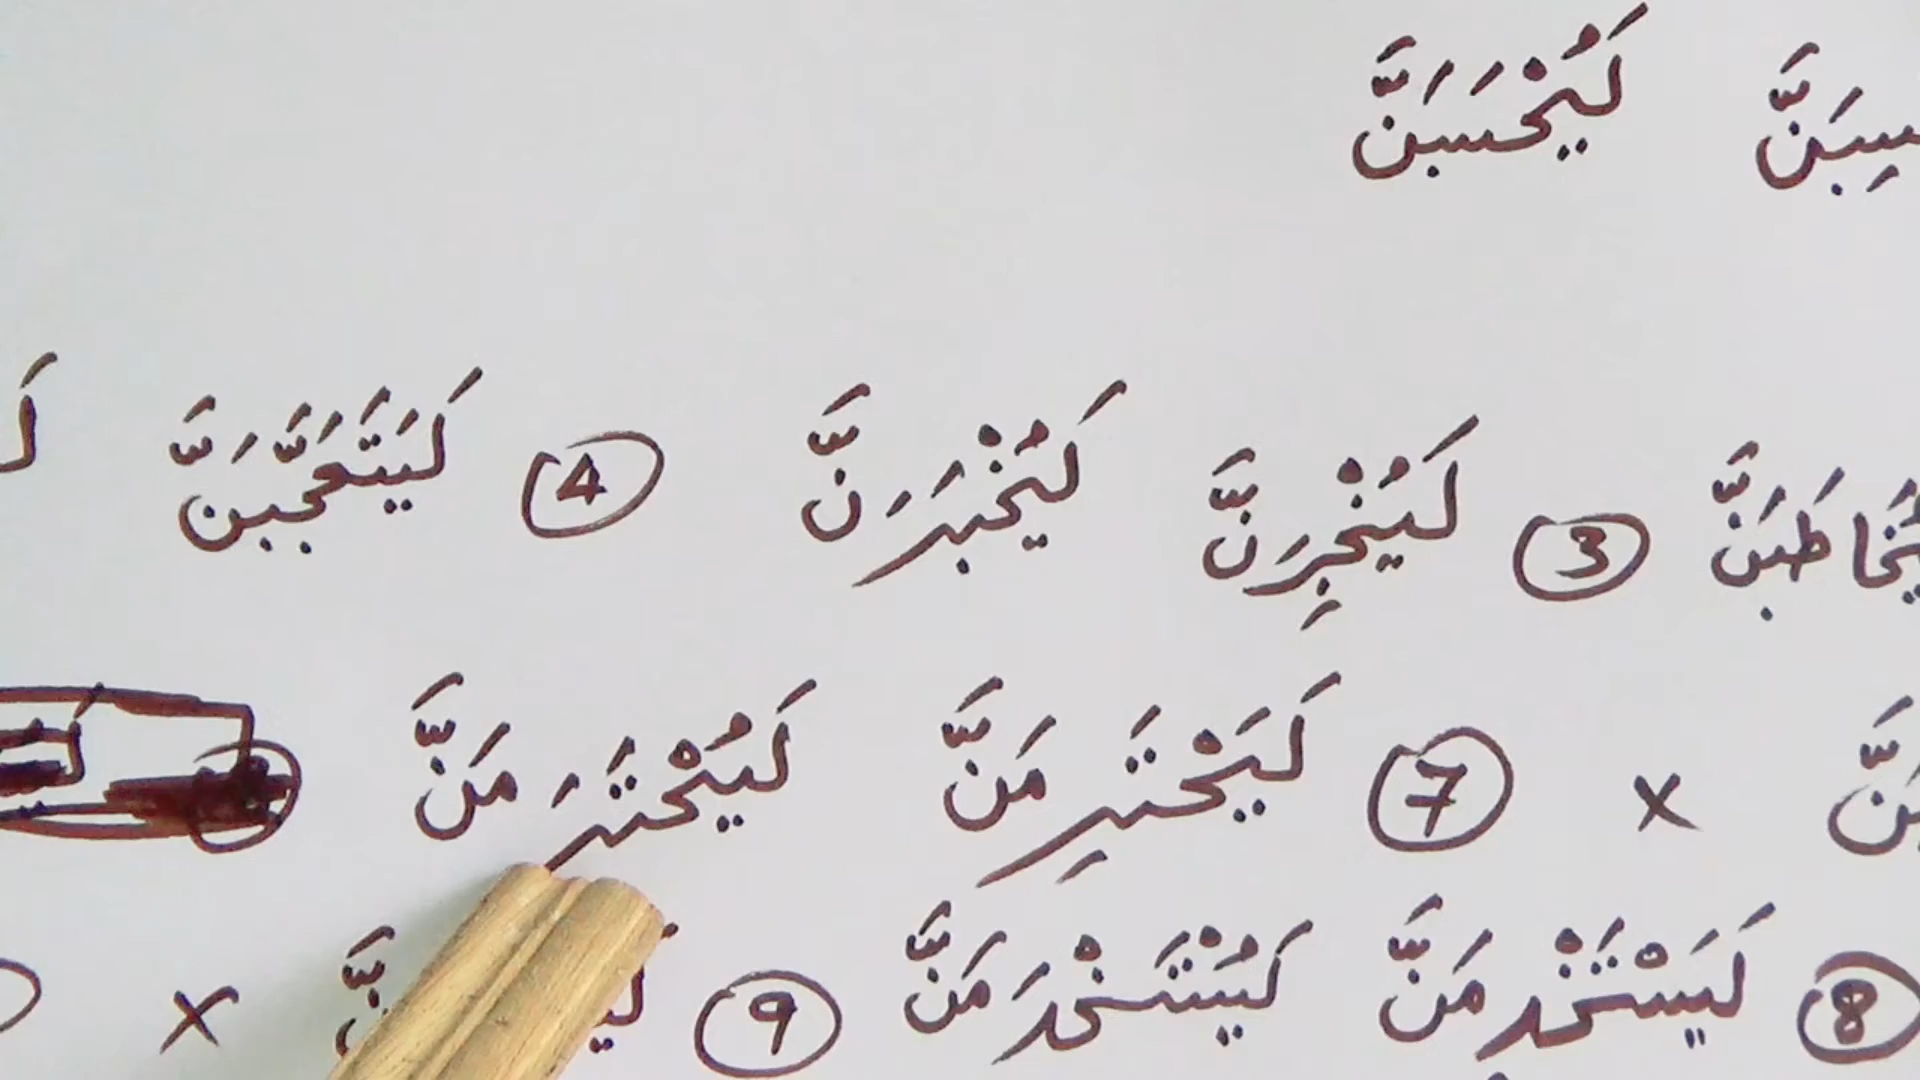 لَيُحْسَبَنَّ
③ لَيُخْبِرَنَّ لَيُخْبَرَنَّ ④ لَيَتَعَجَّبَنَّ
× ⑦ لَيَحْتَرِمَنَّ لَيُحْتَرَمَنَّ
⑧ لَيَسْتَخْدِمَنَّ لَيُسْتَخْدَمَنَّ ⑨ ×